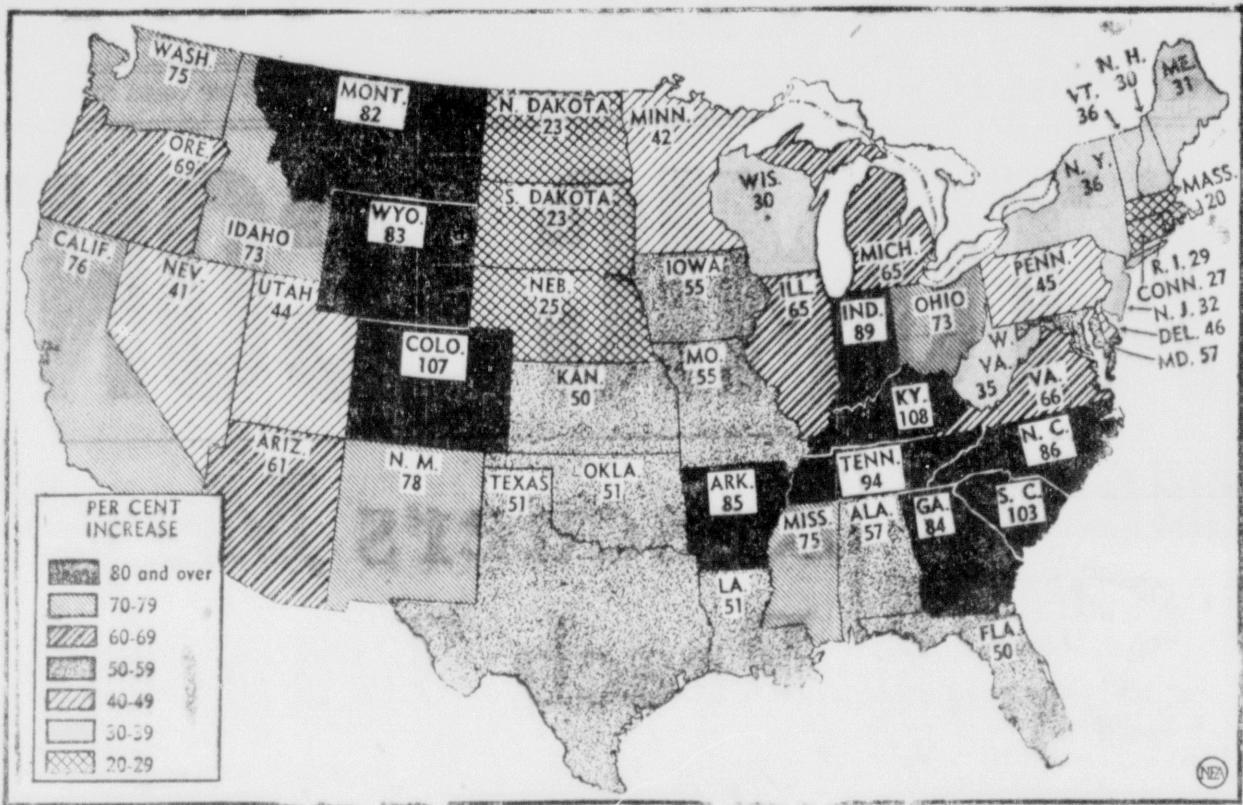 WASH.
75
MONT.
82
N. DAKOTA
23
MINN.
42
VT.
36
N. H.
30
ME.
31
ORE.
69
IDAHO
73
WYO.
83
S. DAKOTA
23
WIS.
30
MICH.
65
N. Y.
36
MASS.
20
CALIF.
76
NEV.
41
UTAH
44
COLO.
107
NEB.
25
IOWA
55
ILL.
65
IND.
89
OHIO
73
PENN.
45
R. I. 29
CONN. 27
N. J. 32
DEL. 46
MD. 57
W.
VA.
35
VA.
66
KAN.
50
MO.
55
KY.
108
ARIZ.
61
N. M.
78
TEXAS
51
OKLA.
51
ARK.
85
TENN.
94
N. C.
86
S. C.
103
MISS.
75
ALA.
57
GA.
84
LA.
51
FLA.
50
PER CENT
INCREASE
80 and over
70-79
60-69
50-59
40-49
30-39
20-29
NEA